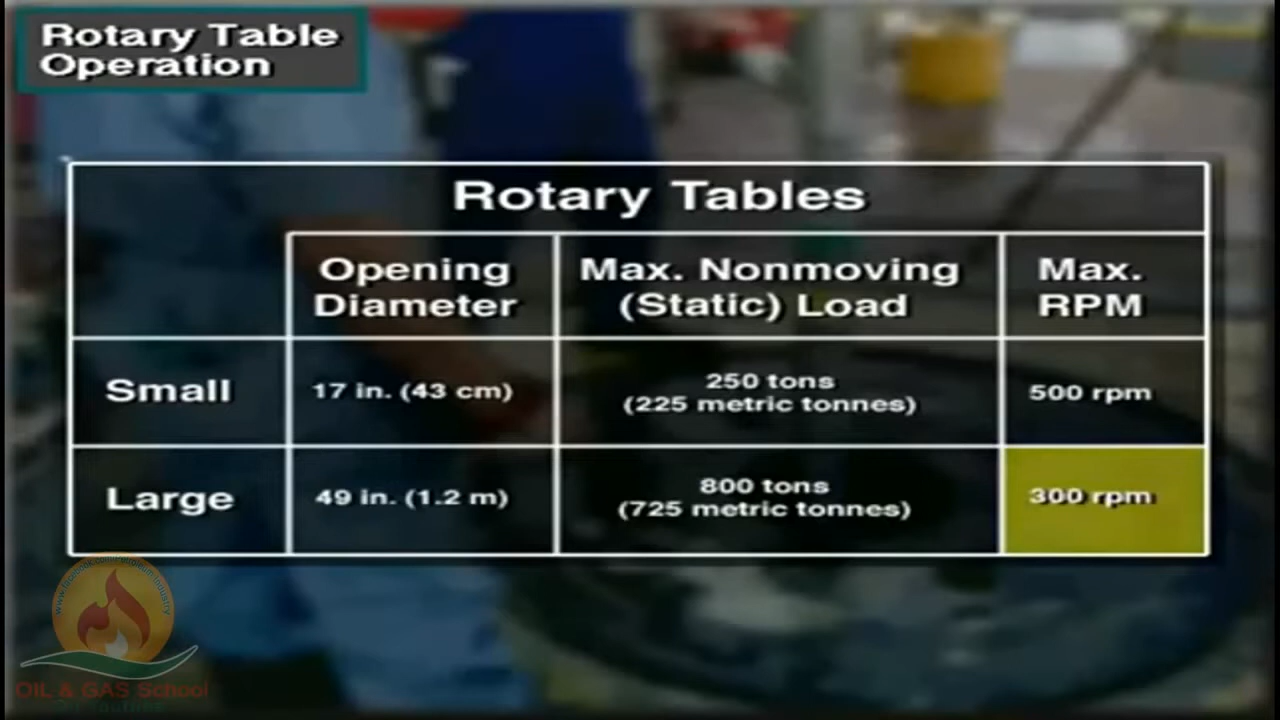 Rotary Table
Operation
Rotary Tables
Opening
Diameter
Max. Nonmoving
(Static) Load
Max.
RPM
Small
17 in. (43 cm)
250 tons
(225 metric tonnes)
500 rpm
Large
49 in. (1.2 m)
800 tons
(725 metric tonnes)
300 rpm
OIL & GAS School